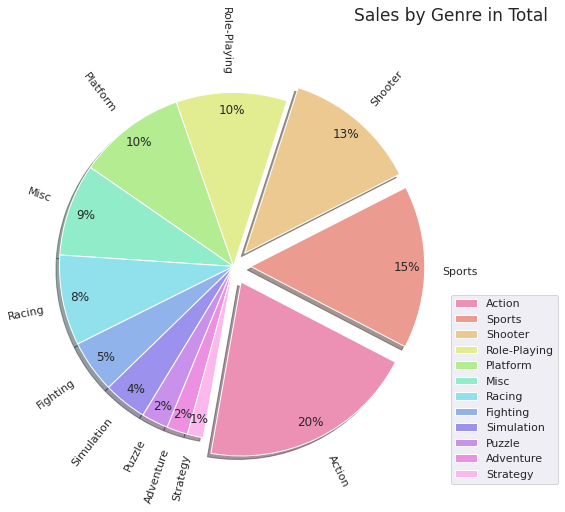 Sales by Genre in Total
Role-Playing
Shooter
Platform
13%
10%
10%
Misc
9%
15%
Sports
8%
Racing
5%
Fighting
4%
Simulation
2%
Puzzle
2%
Adventure
1%
Strategy
20%
Action
Action
Sports
Shooter
Role-Playing
Platform
Misc
Racing
Fighting
Simulation
Puzzle
Adventure
Strategy